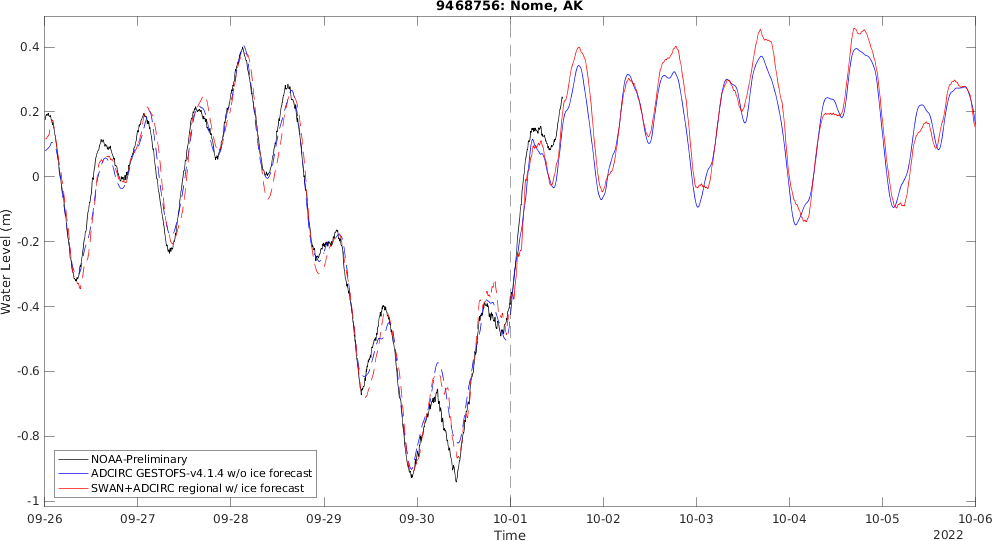 9468756: Nome, AK
0.4
0.2
0
-0.2
-0.4
-0.6
-0.8
-1
Water Level (m)
NOAA-Preliminary
ADCIRC GESTOFS-v4.1.4 w/o ice forecast
SWAN+ADCIRC regional w/ ice forecast
09-26 09-27 09-28 09-29 09-30 10-01 10-02 10-03 10-04 10-05 10-06
Time
2022